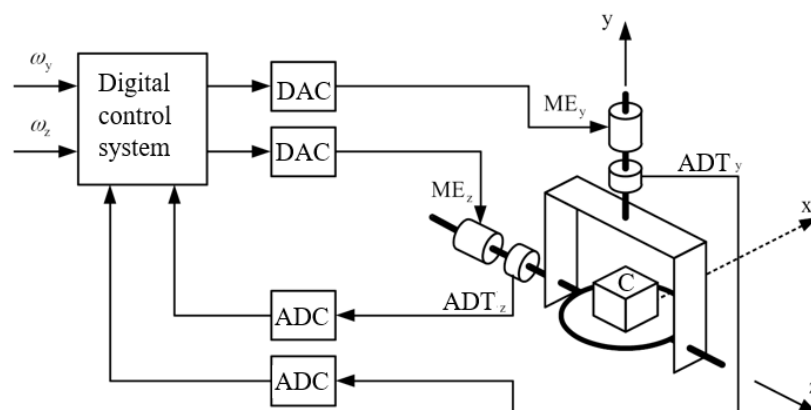 y
ω_y
Digital
control
system
DAC
ME_y
ω_z
DAC
ADT_y
ME_z
x
C
ADC
ADT_z
ADC